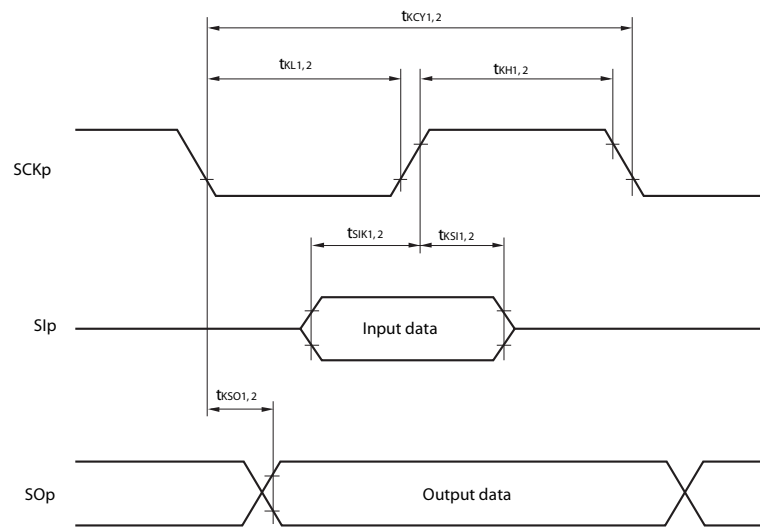 tKCY1, 2
tKL1, 2
tKH1, 2
SCKp
tSIK1, 2
tKSI1, 2
SIp
Input data
tKSO1, 2
SOp
Output data